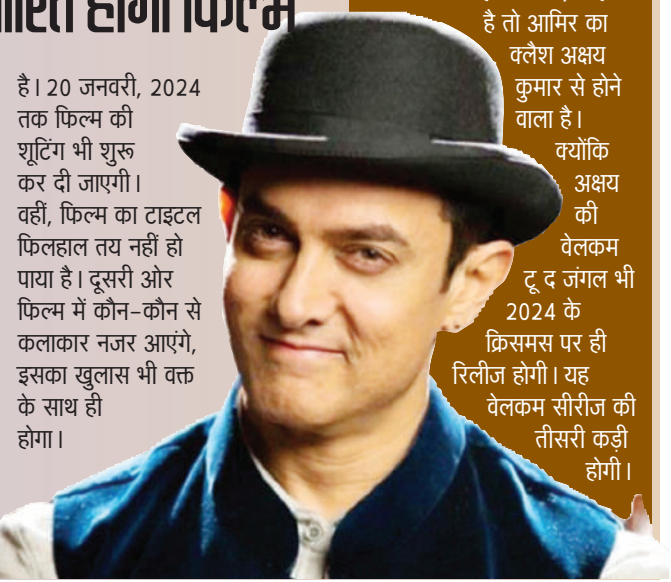 होगी फिल्म
है। 20 जनवरी, 2024
तक फिल्म की
शूटिंग भी शुरू
कर दी जाएगी।
वहीं, फिल्म का टाइटल
फिलहाल तय नहीं हो
पाया है। दूसरी ओर
फिल्म में कौन-कौन से
कलाकार नजर आएंगे,
इसका खुलास भी वक्त
के साथ ही
होगा।
है तो आमिर का
क्लैश अक्षय
कुमार से होने
वाला है।
क्योंकि
अक्षय
की
वेलकम
टू द जंगल भी
2024 के
क्रिसमस पर ही
रिलीज होगी। यह
वेलकम सीरीज की
तीसरी कड़ी
होगी।